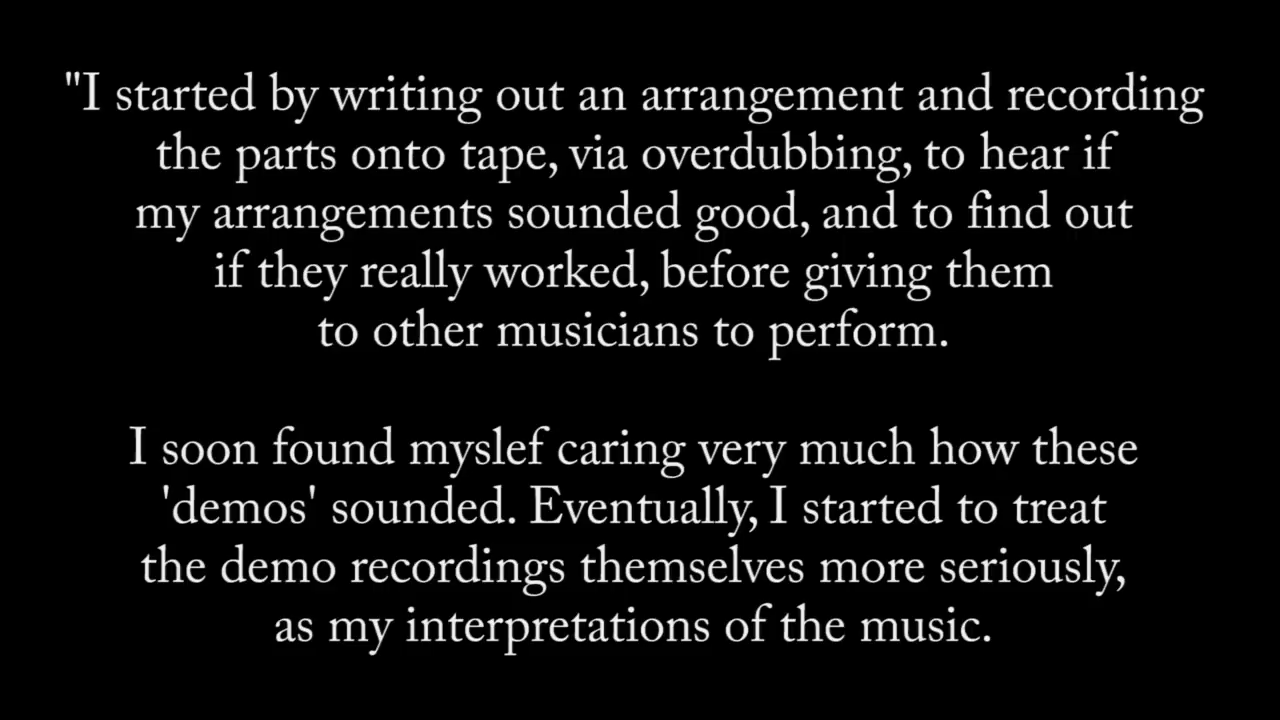 "I started by writing out an arrangement and recording
the parts onto tape, via overdubbing, to hear if
my arrangements sounded good, and to find out
if they really worked, before giving them
to other musicians to perform.
I soon found myslef caring very much how these
'demos' sounded. Eventually, I started to treat
the demo recordings themselves more seriously,
as my interpretations of the music.